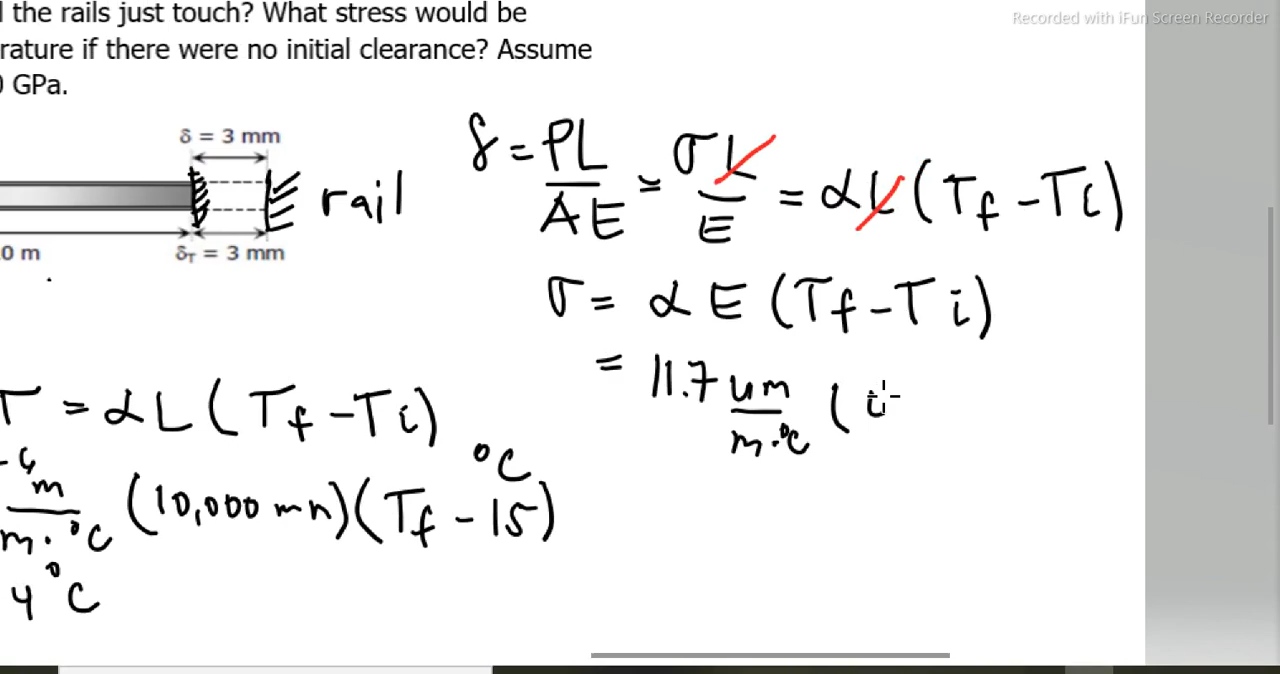 l the rails just touch? What stress would be
Recorded with iFun Screen Recorder
rature if there were no initial clearance? Assume
0 GPa.
δ = 3 mm
rail
0 m
δT = 3 mm
δ = PL/AE = σL/E = αL(Tf - Ti)
σ = αE(Tf - Ti)
= 11.7 um/m·°C (
T = αL(Tf - Ti)
m/m·°C (10,000 mm)(Tf - 15) °C
4°C